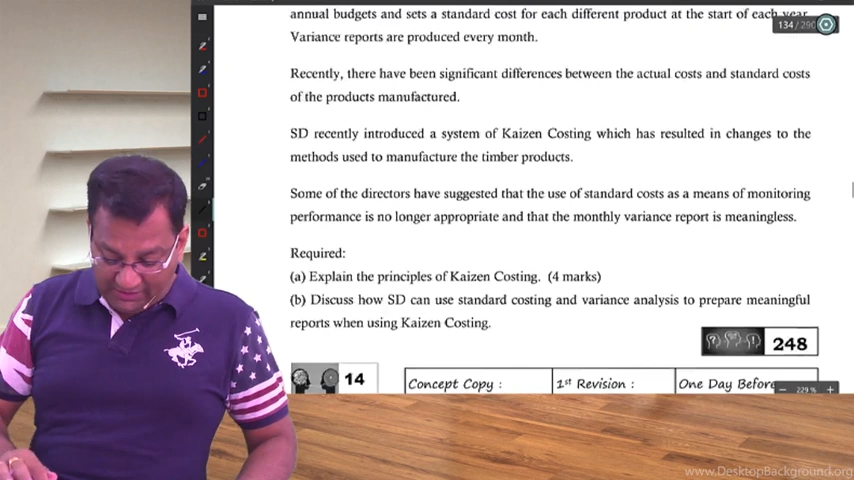 annual budgets and sets a standard cost for each different product at the start of each year.
134/290
Variance reports are produced every month.
Recently, there have been significant differences between the actual costs and standard costs
of the products manufactured.
SD recently introduced a system of Kaizen Costing which has resulted in changes to the
methods used to manufacture the timber products.
Some of the directors have suggested that the use of standard costs as a means of monitoring
performance is no longer appropriate and that the monthly variance report is meaningless.
Required:
(a) Explain the principles of Kaizen Costing. (4 marks)
(b) Discuss how SD can use standard costing and variance analysis to prepare meaningful
reports when using Kaizen Costing.
248
14
Concept Copy : 1st Revision : One Day Before
229 %
www.DesktopBackground.org